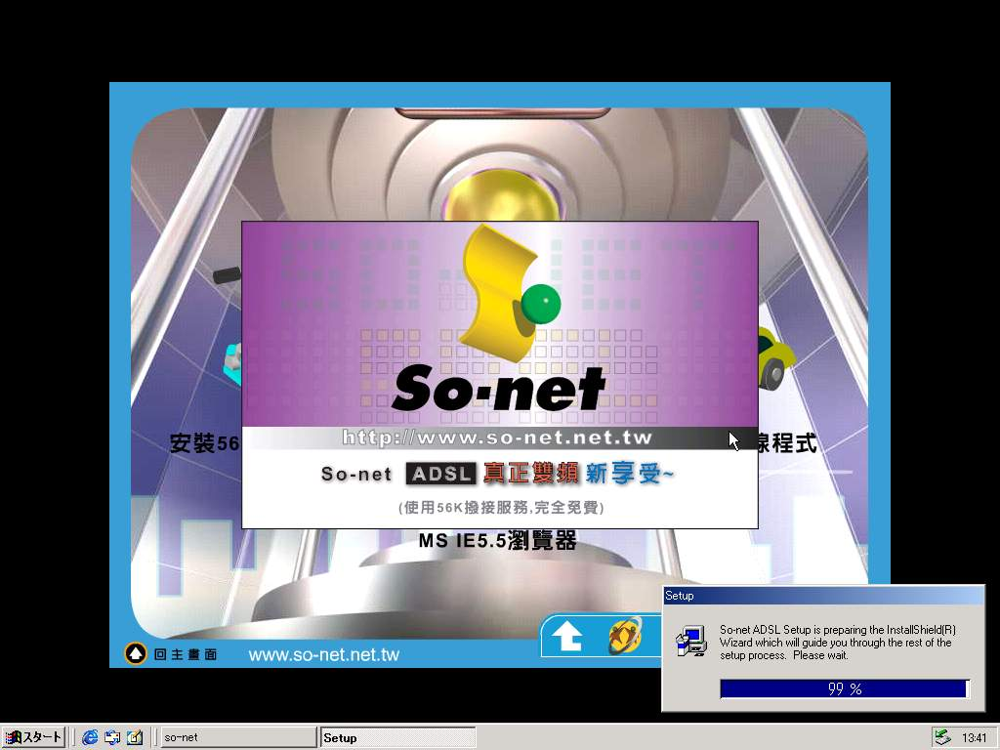 So-net
http://www.so-net.net.tw
安裝56
線程式
So-net ADSL 真正雙頻 新享受~
(使用56K撥接服務,完全免費)
MS IE5.5瀏覽器
Setup
So-net ADSL Setup is preparing the InstallShield(R)
Wizard which will guide you through the rest of the
setup process. Please wait.
99 %
回主畫面
www.so-net.net.tw
スタート
so-net
Setup
13:41